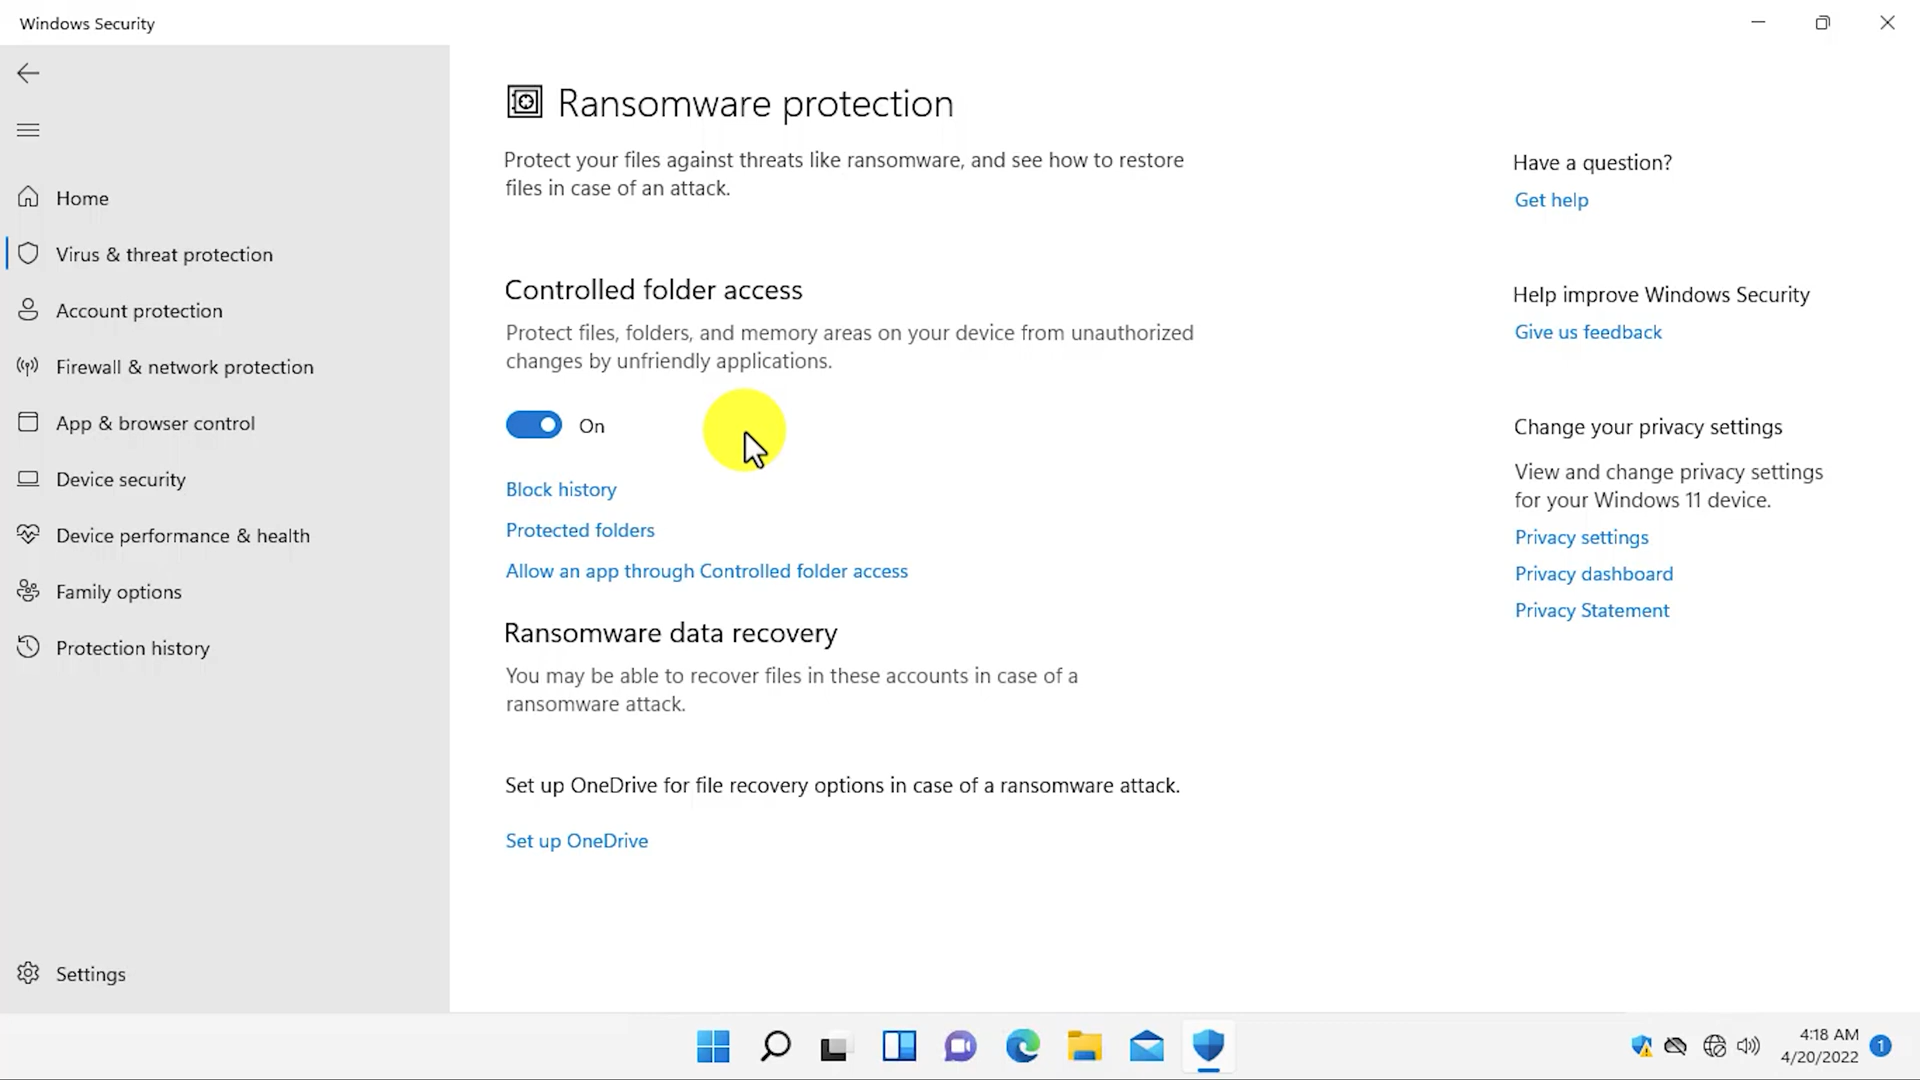 Windows Security
Home
Virus & threat protection
Account protection
Firewall & network protection
App & browser control
Device security
Device performance & health
Family options
Protection history
Settings
Ransomware protection
Protect your files against threats like ransomware, and see how to restore
files in case of an attack.
Controlled folder access
Protect files, folders, and memory areas on your device from unauthorized
changes by unfriendly applications.
On
Block history
Protected folders
Allow an app through Controlled folder access
Ransomware data recovery
You may be able to recover files in these accounts in case of a
ransomware attack.
Set up OneDrive for file recovery options in case of a ransomware attack.
Set up OneDrive
Have a question?
Get help
Help improve Windows Security
Give us feedback
Change your privacy settings
View and change privacy settings
for your Windows 11 device.
Privacy settings
Privacy dashboard
Privacy Statement
4:18 AM
4/20/2022
1